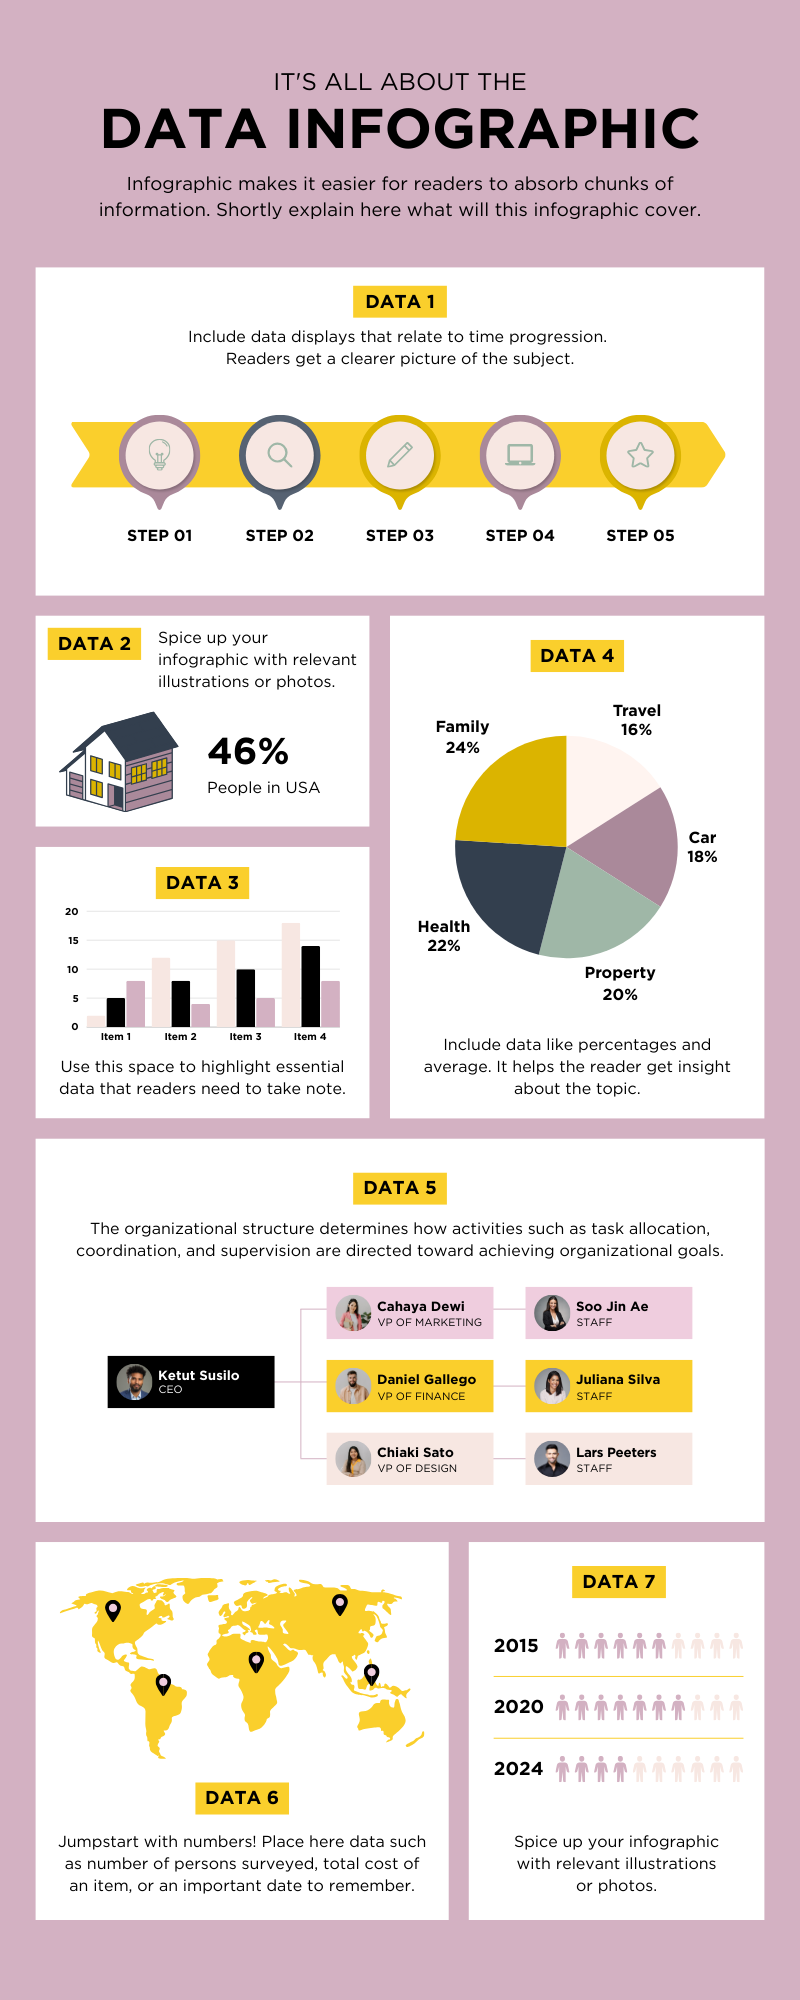 IT'S ALL ABOUT THE
DATA INFOGRAPHIC
Infographic makes it easier for readers to absorb chunks of
information. Shortly explain here what will this infographic cover.
DATA 1
Include data displays that relate to time progression.
Readers get a clearer picture of the subject.
STEP 01
STEP 02
STEP 03
STEP 04
STEP 05
DATA 2
Spice up your
infographic with relevant
illustrations or photos.
46%
People in USA
DATA 3
20
15
10
5
0
Item 1
Item 2
Item 3
Item 4
Use this space to highlight essential
data that readers need to take note.
DATA 4
Travel
16%
Family
24%
Car
18%
Health
22%
Property
20%
Include data like percentages and
average. It helps the reader get insight
about the topic.
DATA 5
The organizational structure determines how activities such as task allocation,
coordination, and supervision are directed toward achieving organizational goals.
Ketut Susilo
CEO
Cahaya Dewi
VP OF MARKETING
Soo Jin Ae
STAFF
Daniel Gallego
VP OF FINANCE
Juliana Silva
STAFF
Chiaki Sato
VP OF DESIGN
Lars Peeters
STAFF
DATA 6
Jumpstart with numbers! Place here data such
as number of persons surveyed, total cost of
an item, or an important date to remember.
DATA 7
2015
2020
2024
Spice up your infographic
with relevant illustrations
or photos.